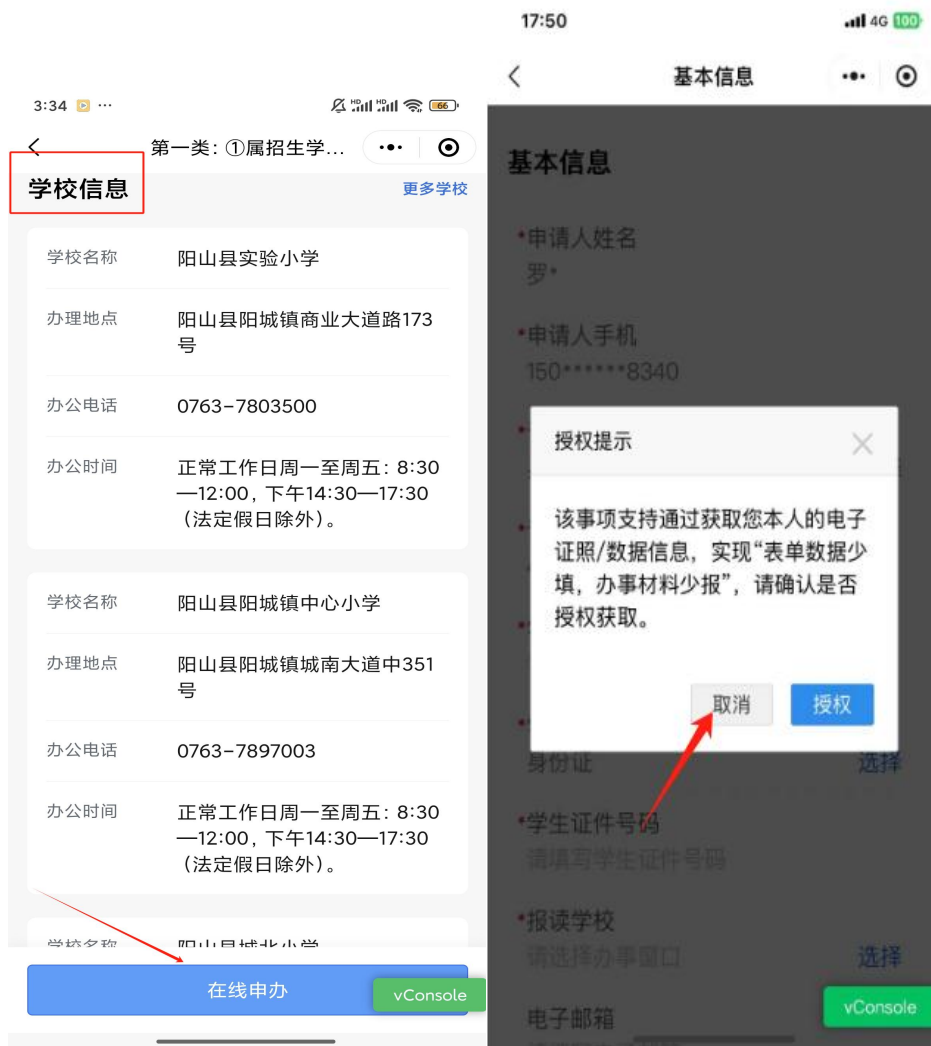 3:34
66
第一类: ①属招生学...
学校信息
更多学校
学校名称
阳山县实验小学
办理地点
阳山县阳城镇商业大道路173
号
办公电话
0763-7803500
办公时间
正常工作日周一至周五: 8:30
—12:00, 下午14:30—17:30
(法定假日除外)。
学校名称
阳山县阳城镇中心小学
办理地点
阳山县阳城镇城南大道中351
号
办公电话
0763-7897003
办公时间
正常工作日周一至周五: 8:30
—12:00, 下午14:30—17:30
(法定假日除外)。
学校名称
阳山县城北小学
在线申办
vConsole
17:50
4G 100
基本信息
基本信息
*申请人姓名
罗*
*申请人手机
150******8340
授权提示
该事项支持通过获取您本人的电子
证照/数据信息, 实现“表单数据少
填, 办事材料少报”, 请确认是否
授权获取。
取消
授权
身份证
选择
*学生证件号码
请填写学生证件号码
*报读学校
请选择办事窗口
选择
电子邮箱
vConsole